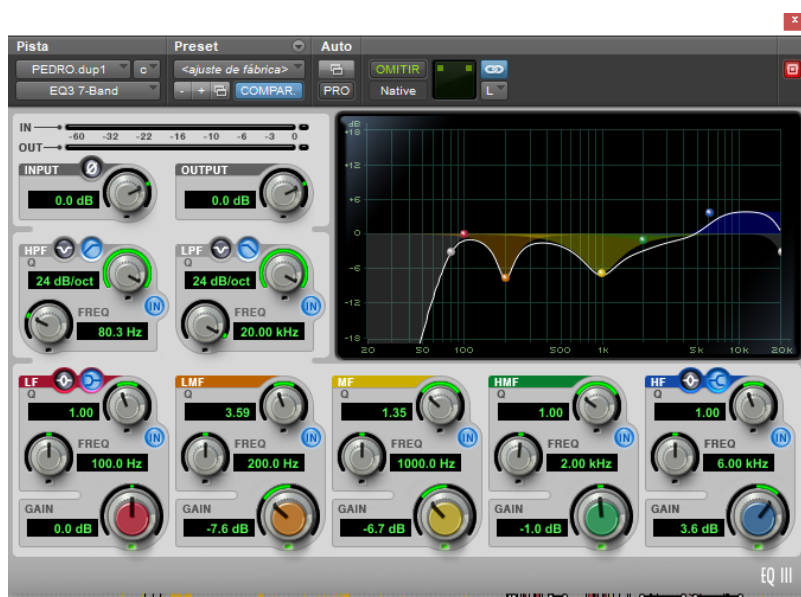 x
Pista Preset Auto
PEDRO.dup1 c <ajuste de fábrica> OMITIR
EQ3 7-Band - + COMPAR. PRO Native L
IN -60 -32 -22 -16 -10 -6 -3 0
OUT
INPUT Ø OUTPUT
0.0 dB 0.0 dB
HPF LPF
Q Q
24 dB/oct 24 dB/oct
IN IN
FREQ FREQ
80.3 Hz 20.00 kHz
dB
+18
+12
+6
0
-6
-12
-18
20 50 100 500 1k 5k 10k 20k
LF LMF MF HMF HF
Q Q Q Q Q
1.00 3.59 1.35 1.00 1.00
IN IN IN IN IN
FREQ FREQ FREQ FREQ FREQ
100.0 Hz 200.0 Hz 1000.0 Hz 2.00 kHz 6.00 kHz
GAIN GAIN GAIN GAIN GAIN
0.0 dB -7.6 dB -6.7 dB -1.0 dB 3.6 dB
EQ III